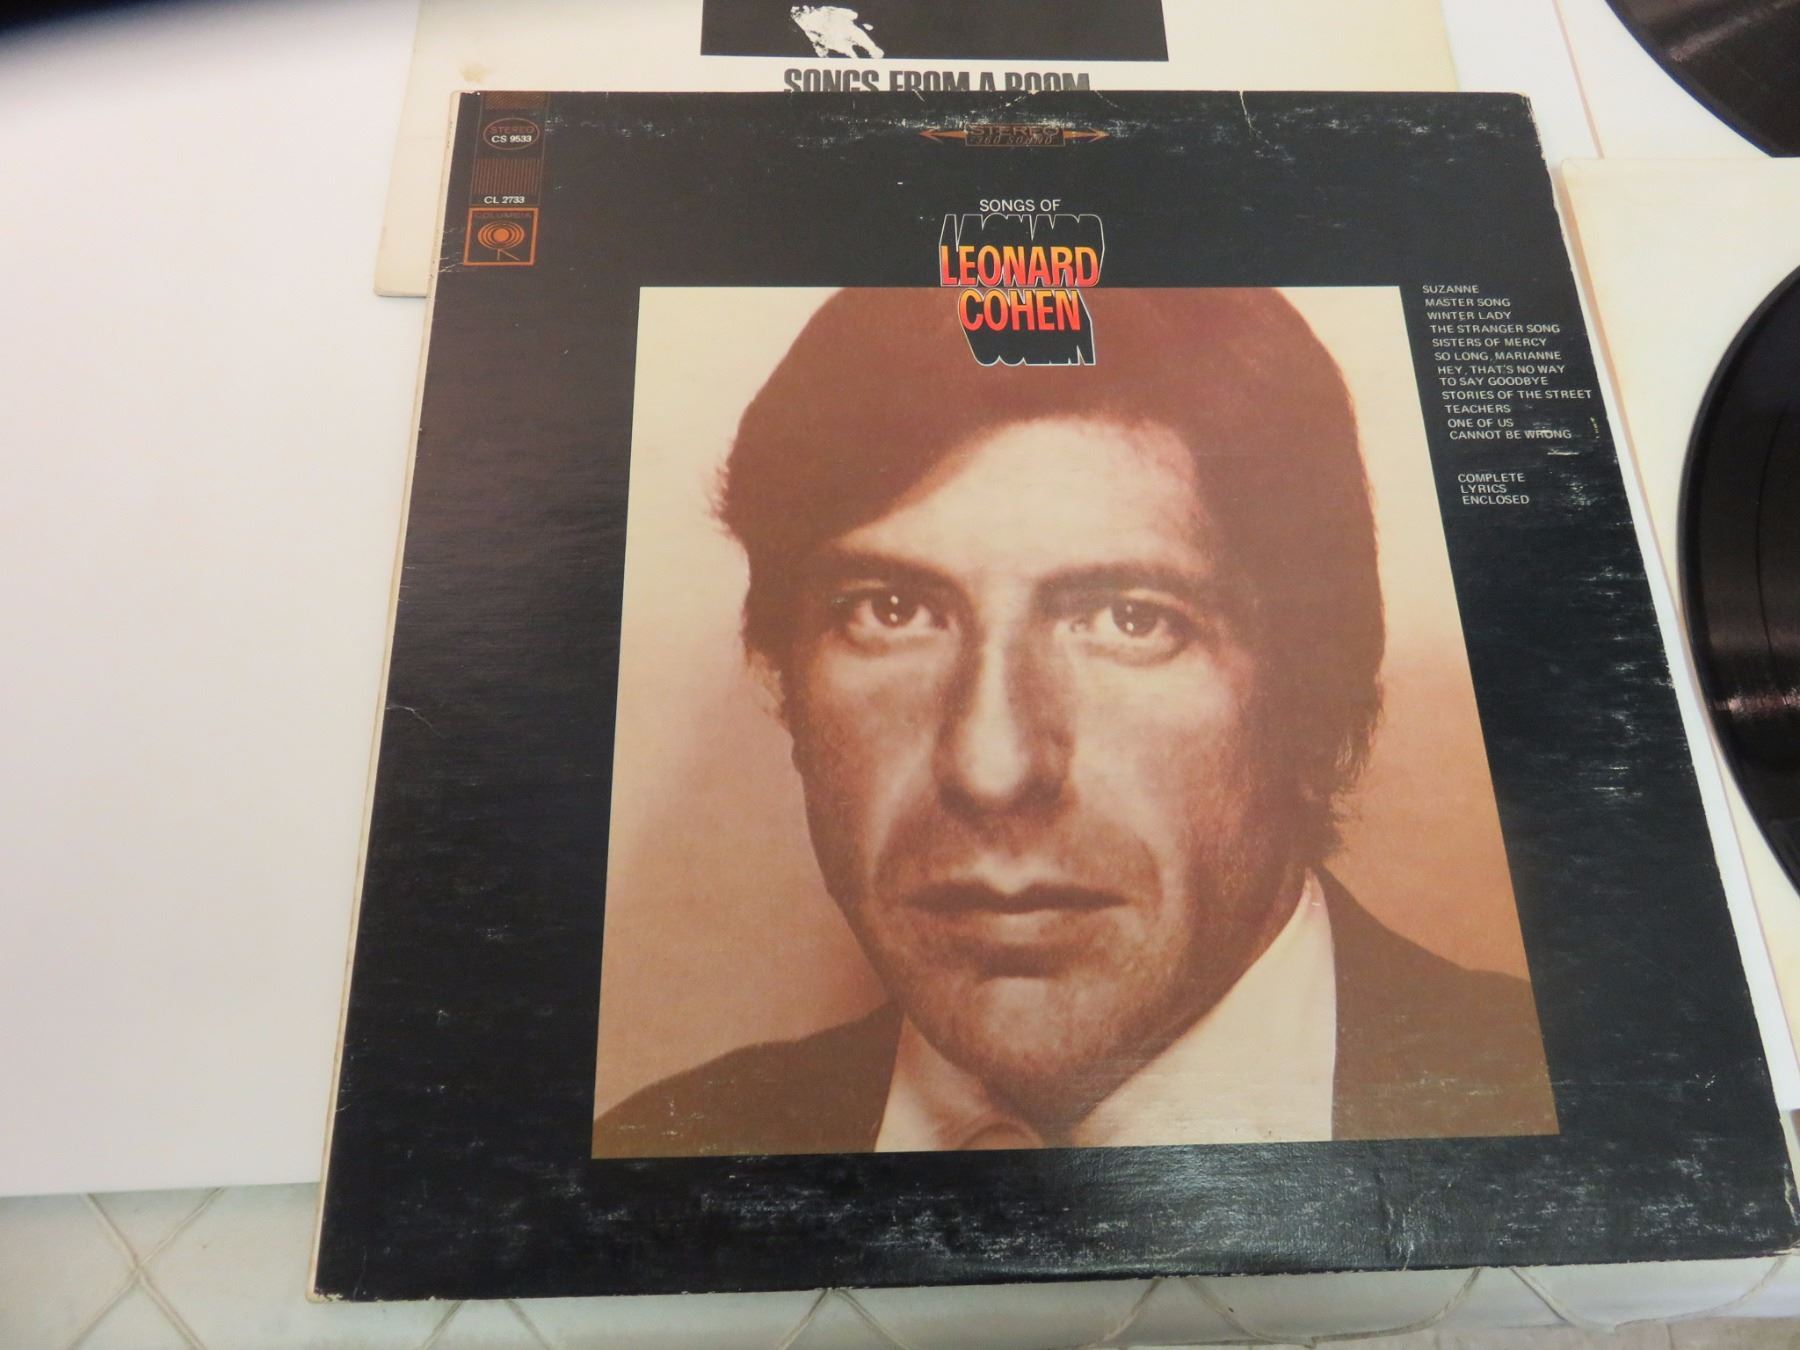 SONGS FROM A ROOM
STEREO
CS 9533
CL 2733
COLUMBIA
STEREO
360 SOUND
SONGS OF
LEONARD
COHEN
SUZANNE
MASTER SONG
WINTER LADY
THE STRANGER SONG
SISTERS OF MERCY
SO LONG, MARIANNE
HEY, THAT'S NO WAY
TO SAY GOODBYE
STORIES OF THE STREET
TEACHERS
ONE OF US
CANNOT BE WRONG
COMPLETE
LYRICS
ENCLOSED